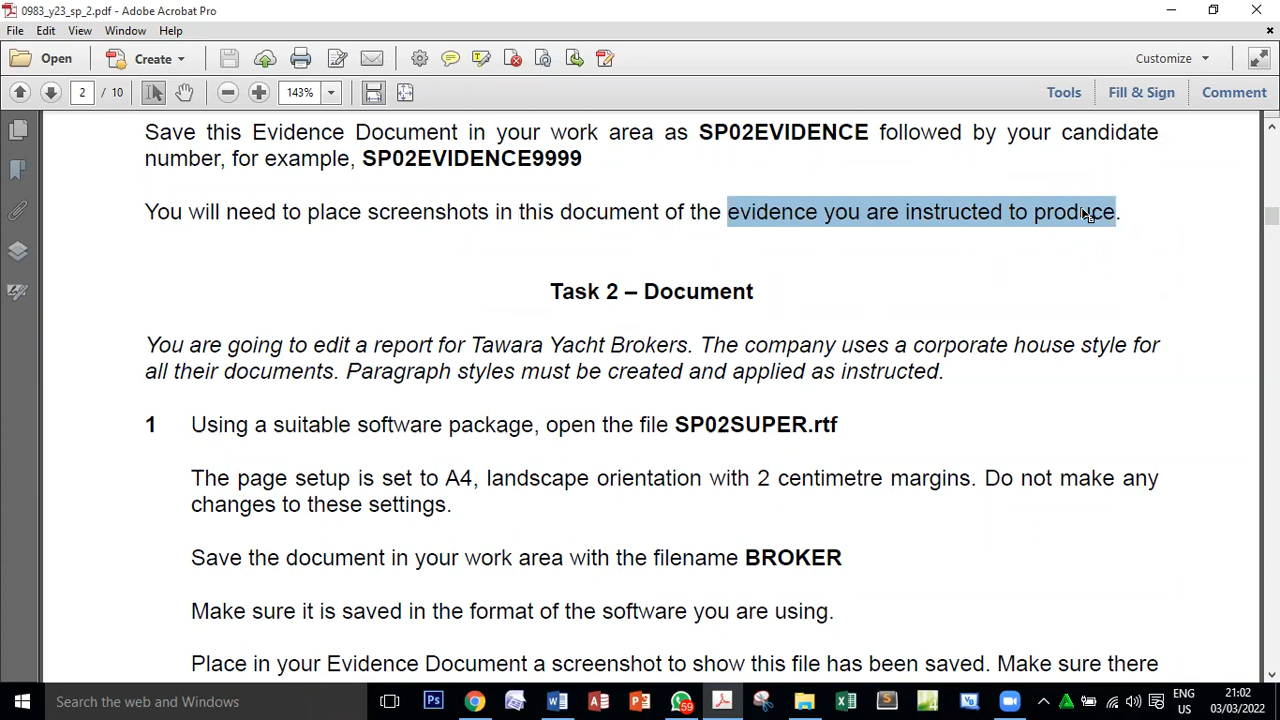 0983_y23_sp_2.pdf - Adobe Acrobat Pro
File Edit View Window Help
Open Create Customize
2 / 10 143% Tools Fill & Sign Comment
Save this Evidence Document in your work area as SP02EVIDENCE followed by your candidate
number, for example, SP02EVIDENCE9999
You will need to place screenshots in this document of the evidence you are instructed to produce.
Task 2 – Document
You are going to edit a report for Tawara Yacht Brokers. The company uses a corporate house style for
all their documents. Paragraph styles must be created and applied as instructed.
1 Using a suitable software package, open the file SP02SUPER.rtf
The page setup is set to A4, landscape orientation with 2 centimetre margins. Do not make any
changes to these settings.
Save the document in your work area with the filename BROKER
Make sure it is saved in the format of the software you are using.
Place in your Evidence Document a screenshot to show this file has been saved. Make sure there
Search the web and Windows
59
ENG
US
21:02
03/03/2022